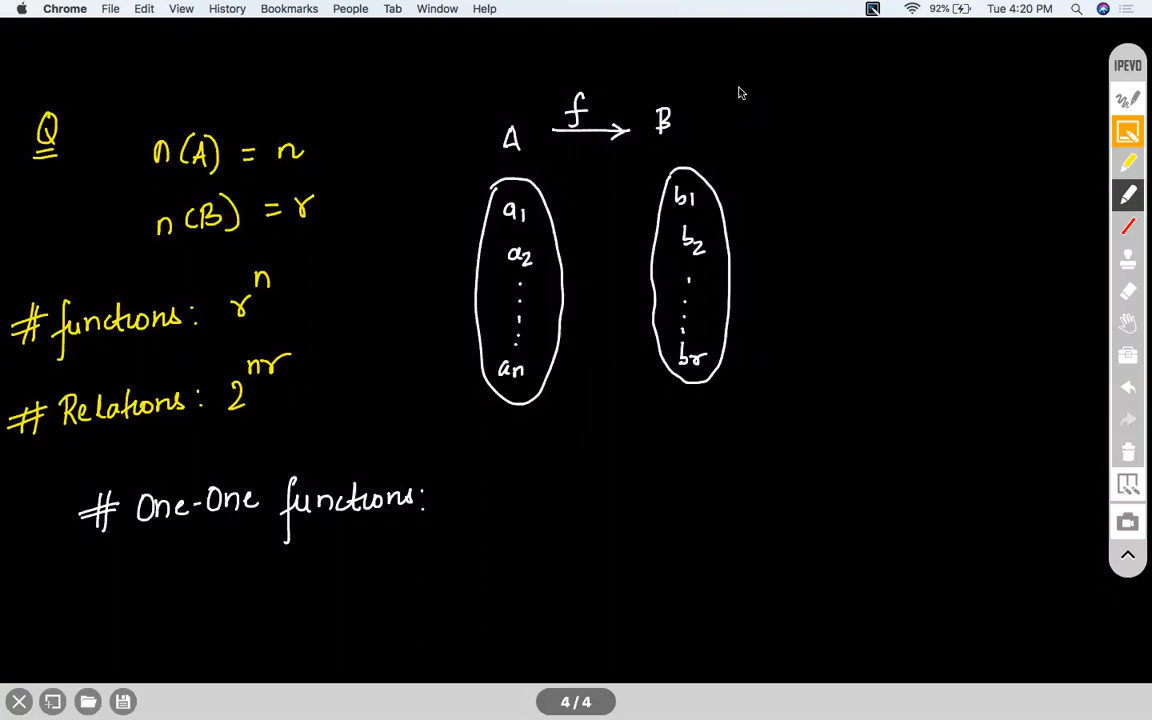 Chrome File Edit View History Bookmarks People Tab Window Help 92% Tue 4:20 PM
IPEVO
Q
n(A) = n
n(B) = r
# functions: r^n
# Relations: 2^nr
# One-One functions:
A f B
a1
a2
an
b1
b2
br
4 / 4